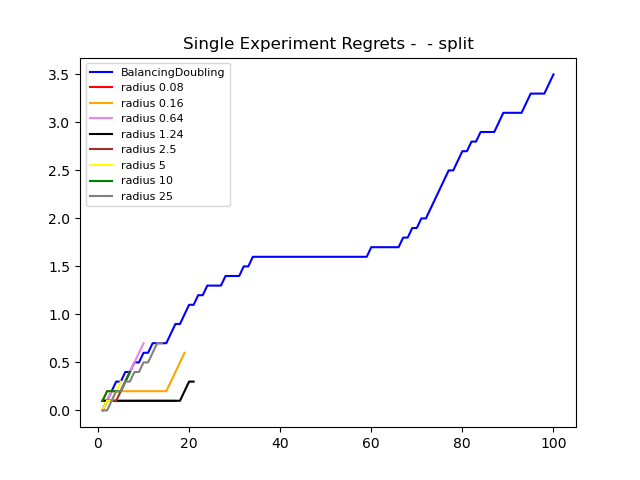 Single Experiment Regrets -  - split
BalancingDoubling
radius 0.08
radius 0.16
radius 0.64
radius 1.24
radius 2.5
radius 5
radius 10
radius 25
3.5
3.0
2.5
2.0
1.5
1.0
0.5
0.0
0 20 40 60 80 100